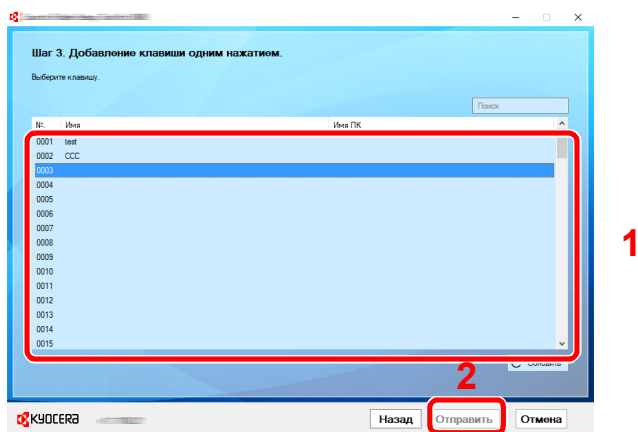 Шаг 3. Добавление клавиши одним нажатием.
Выберите клавишу.
Поиск
№. Имя Имя ПК
0001 test
0002 CCC
0003
0004
0005
0006
0007
0008
0009
0010
0011
0012
0013
0014
0015
1
Обновить
2
KYOCERA Назад Отправить Отмена